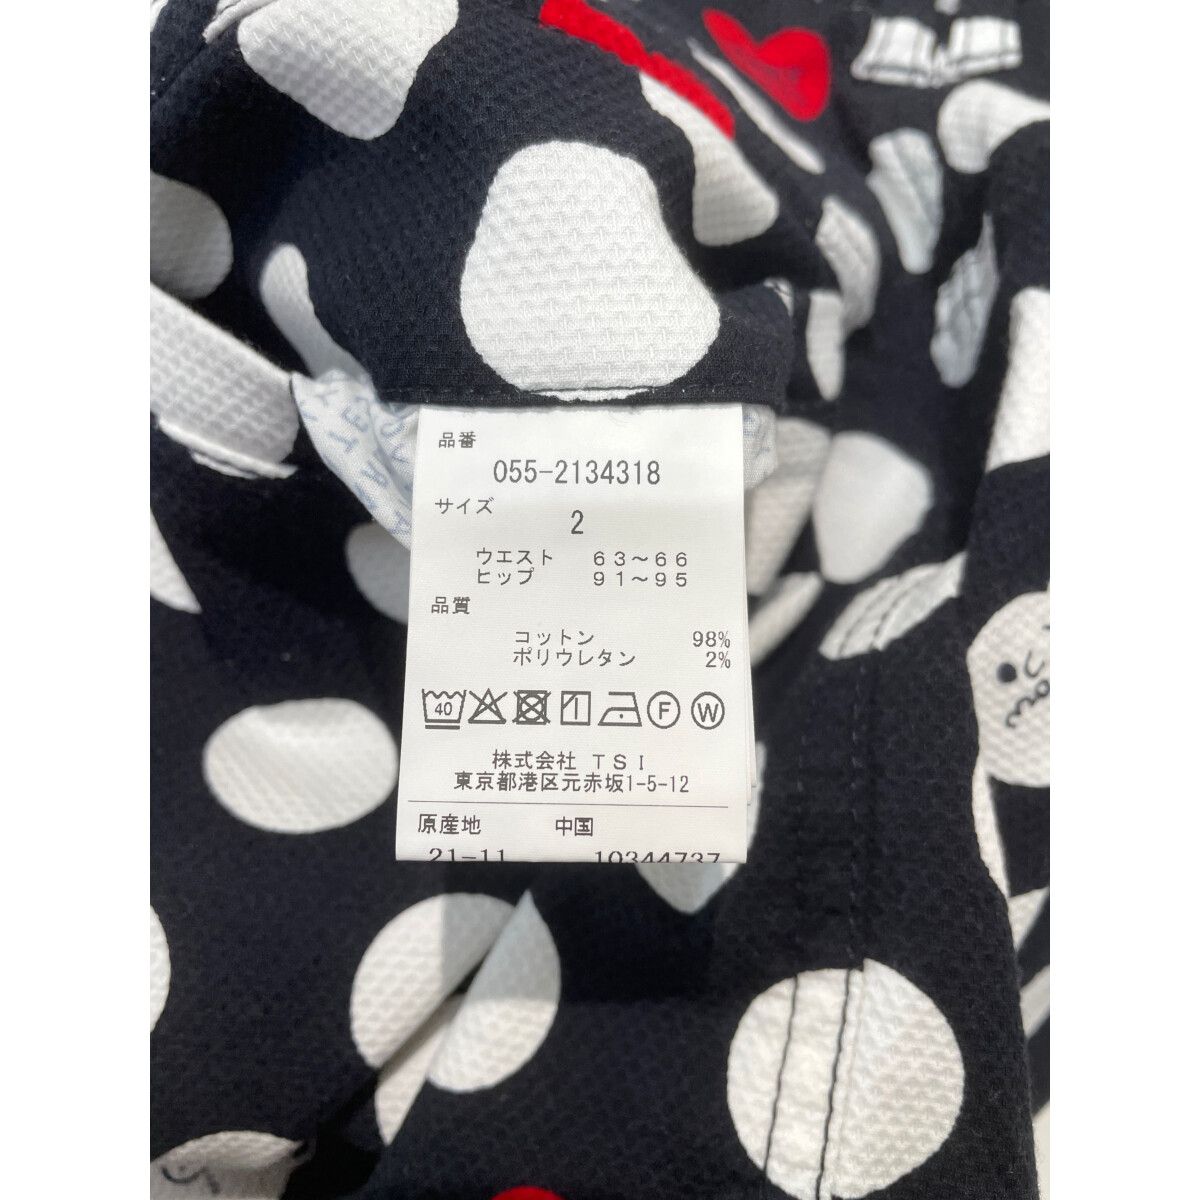 品番
055-2134318
サイズ
2
ウエスト 63～66
ヒップ 91～95
品質
コットン 98%
ポリウレタン 2%
40 F W
株式会社 TSI
東京都港区元赤坂1-5-12
原産地 中国
21-11 10344737